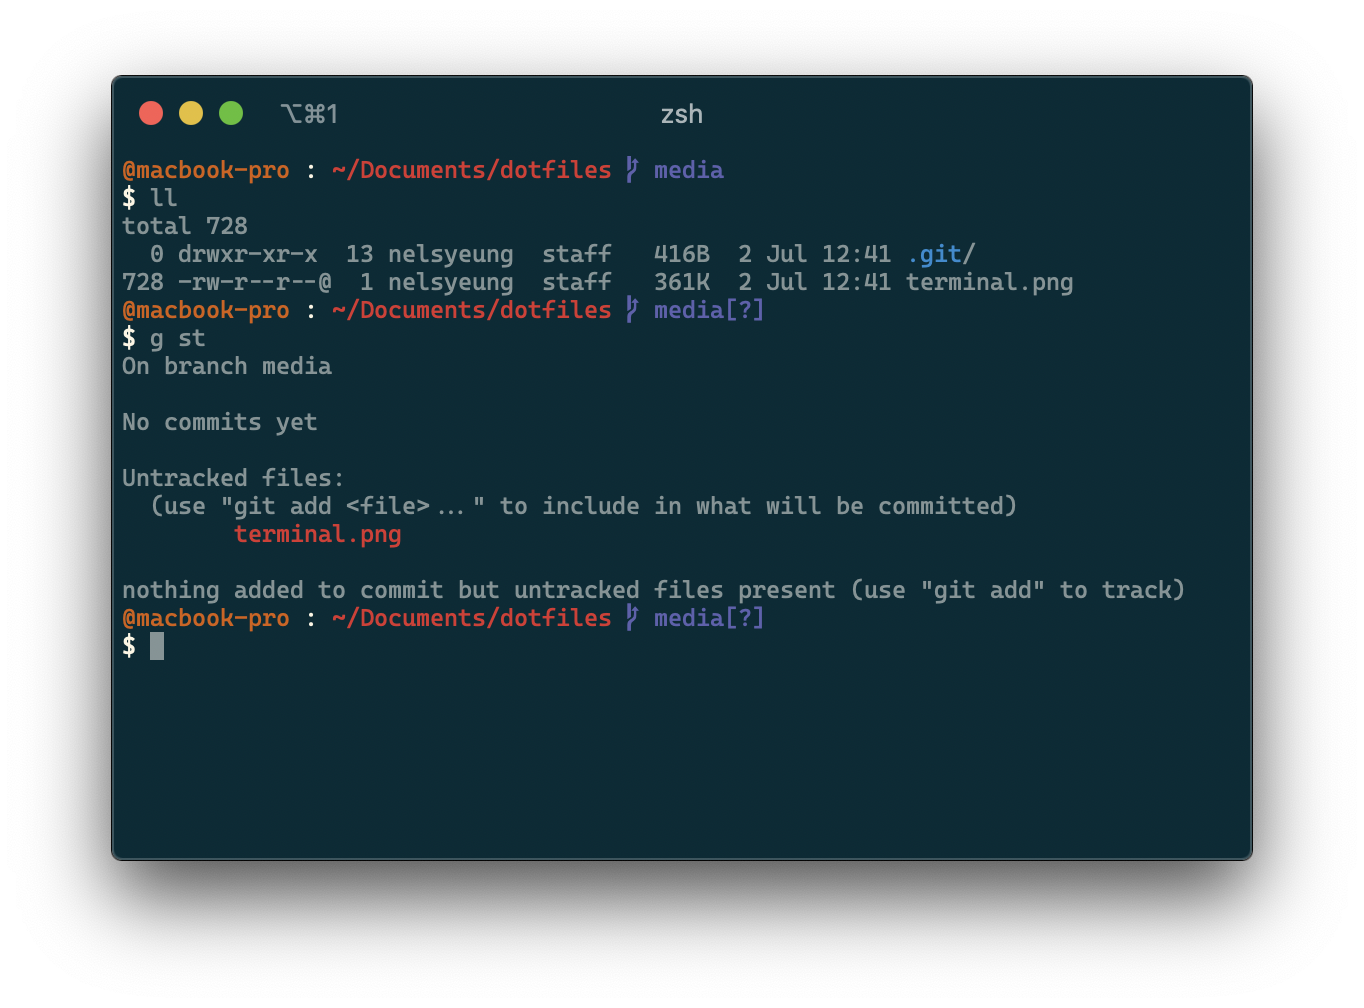 ⌥⌘1 zsh
@macbook-pro : ~/Documents/dotfiles media
$ ll
total 728
  0 drwxr-xr-x  13 nelsyeung  staff   416B  2 Jul 12:41 .git/
728 -rw-r--r--@  1 nelsyeung  staff   361K  2 Jul 12:41 terminal.png
@macbook-pro : ~/Documents/dotfiles media[?]
$ g st
On branch media
No commits yet
Untracked files:
  (use "git add <file>..." to include in what will be committed)
        terminal.png
nothing added to commit but untracked files present (use "git add" to track)
@macbook-pro : ~/Documents/dotfiles media[?]
$